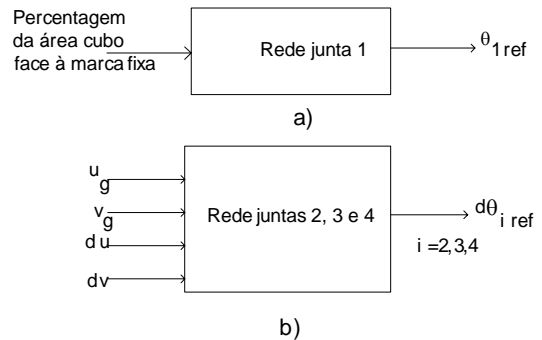 Percentagem
da área cubo
face à marca fixa
Rede junta 1
θ1 ref
a)
ug
vg
du
dv
Rede juntas 2, 3 e 4
dθi ref
i =2,3,4
b)